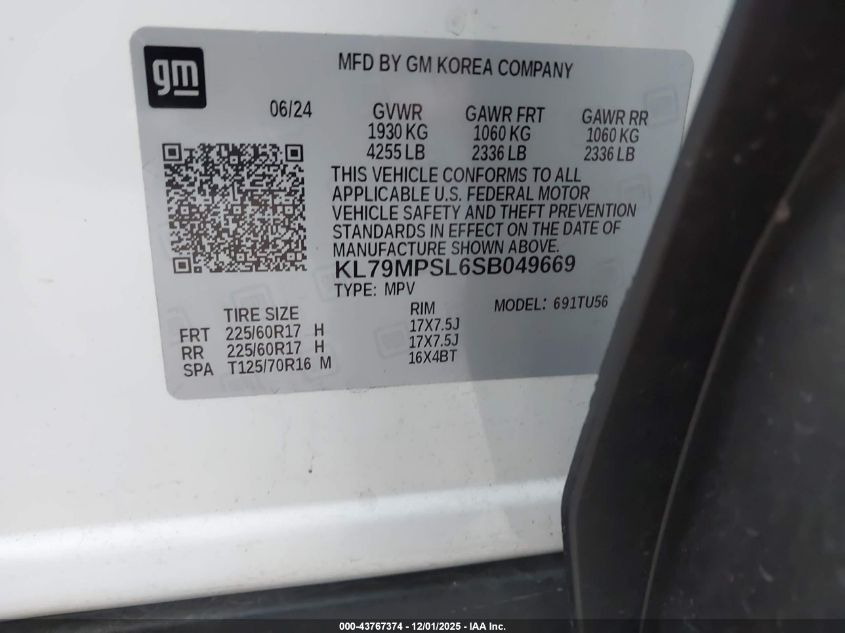 gm
MFD BY GM KOREA COMPANY
06/24 GVWR GAWR FRT GAWR RR
1930 KG 1060 KG 1060 KG
4255 LB 2336 LB 2336 LB
THIS VEHICLE CONFORMS TO ALL
APPLICABLE U.S. FEDERAL MOTOR
VEHICLE SAFETY AND THEFT PREVENTION
STANDARDS IN EFFECT ON THE DATE OF
MANUFACTURE SHOWN ABOVE.
KL79MPSL6SB049669
TYPE: MPV MODEL: 691TU56
TIRE SIZE RIM
FRT 225/60R17 H 17X7.5J
RR 225/60R17 H 17X7.5J
SPA T125/70R16 M 16X4BT
000-43767374 | 12/01/2025 - IAA Inc.